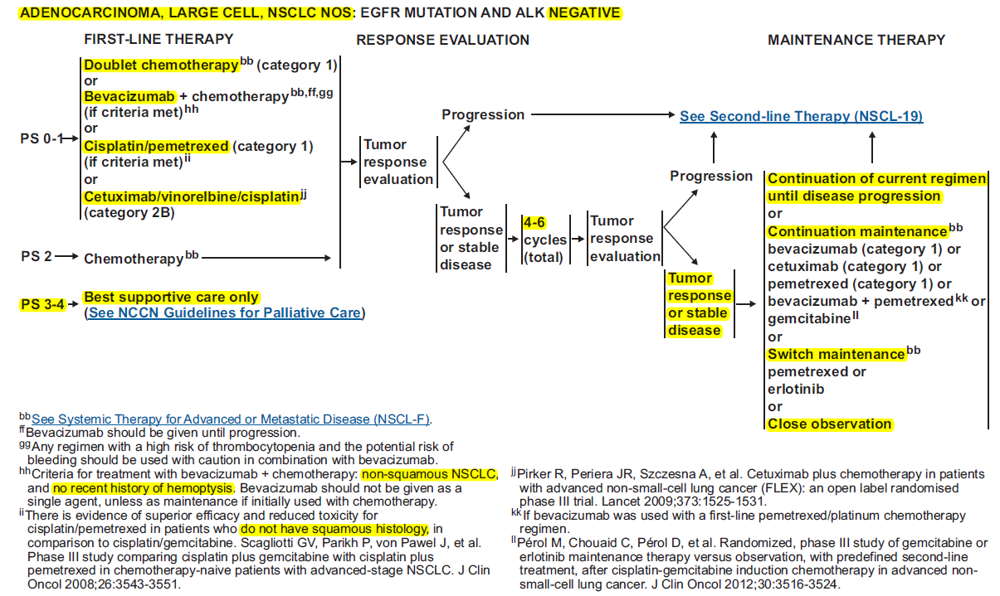 ADENOCARCINOMA, LARGE CELL, NSCLC NOS: EGFR MUTATION AND ALK NEGATIVE
FIRST-LINE THERAPY
RESPONSE EVALUATION
MAINTENANCE THERAPY
PS 0-1
Doublet chemotherapybb (category 1)
or
Bevacizumab + chemotherapybb,ff,gg
(if criteria met)hh
or
Cisplatin/pemetrexed (category 1)
(if criteria met)ii
or
Cetuximab/vinorelbine/cisplatinjj
(category 2B)
PS 2
Chemotherapybb
PS 3-4
Best supportive care only
(See NCCN Guidelines for Palliative Care)
Tumor
response
evaluation
Progression
See Second-line Therapy (NSCL-19)
Tumor
response
or stable
disease
4-6
cycles
(total)
Tumor
response
evaluation
Progression
Tumor
response
or stable
disease
Continuation of current regimen
until disease progression
or
Continuation maintenancebb
bevacizumab (category 1) or
cetuximab (category 1) or
pemetrexed (category 1) or
bevacizumab + pemetrexedkk or
gemcitabinell
or
Switch maintenancebb
pemetrexed or
erlotinib
or
Close observation
bbSee Systemic Therapy for Advanced or Metastatic Disease (NSCL-F).
ffBevacizumab should be given until progression.
ggAny regimen with a high risk of thrombocytopenia and the potential risk of
bleeding should be used with caution in combination with bevacizumab.
hhCriteria for treatment with bevacizumab + chemotherapy: non-squamous NSCLC,
and no recent history of hemoptysis. Bevacizumab should not be given as a
single agent, unless as maintenance if initially used with chemotherapy.
iiThere is evidence of superior efficacy and reduced toxicity for
cisplatin/pemetrexed in patients who do not have squamous histology, in
comparison to cisplatin/gemcitabine. Scagliotti GV, Parikh P, von Pawel J, et al.
Phase III study comparing cisplatin plus gemcitabine with cisplatin plus
pemetrexed in chemotherapy-naive patients with advanced-stage NSCLC. J Clin
Oncol 2008;26:3543-3551.
jjPirker R, Periera JR, Szczesna A, et al. Cetuximab plus chemotherapy in patients
with advanced non-small-cell lung cancer (FLEX): an open label randomised
phase III trial. Lancet 2009;373:1525-1531.
kkIf bevacizumab was used with a first-line pemetrexed/platinum chemotherapy
regimen.
llPérol M, Chouaid C, Pérol D, et al. Randomized, phase III study of gemcitabine or
erlotinib maintenance therapy versus observation, with predefined second-line
treatment, after cisplatin-gemcitabine induction chemotherapy in advanced non-
small-cell lung cancer. J Clin Oncol 2012;30:3516-3524.